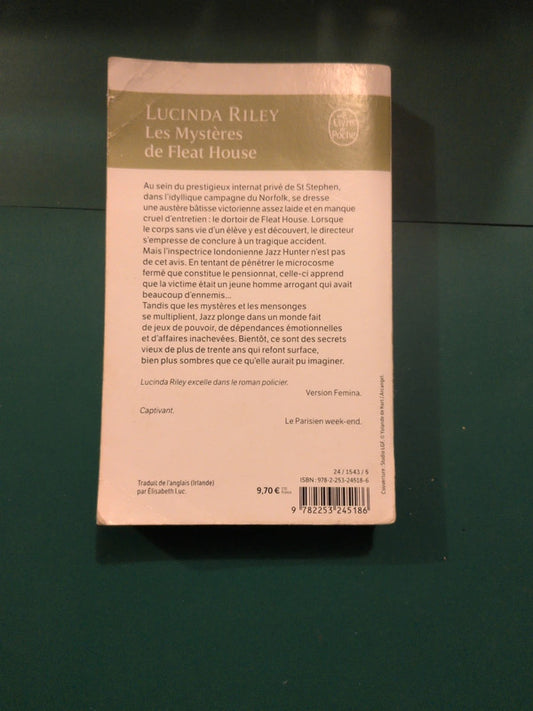 LUCINDA RILEY
Les Mystères
de Fleat House
Le Livre
de
Poche
Au sein du prestigieux internat privé de St Stephen,
dans l'idyllique campagne du Norfolk, se dresse
une austère bâtisse victorienne assez laide et en manque
cruel d'entretien : le dortoir de Fleat House. Lorsque
le corps sans vie d'un élève y est découvert, le directeur
s'empresse de conclure à un tragique accident.
Mais l'inspectrice londonienne Jazz Hunter n'est pas
de cet avis. En tentant de pénétrer le microcosme
fermé que constitue le pensionnat, celle-ci apprend
que la victime était un jeune homme arrogant qui avait
beaucoup d'ennemis...
Tandis que les mystères et les mensonges
se multiplient, Jazz plonge dans un monde fait
de jeux de pouvoir, de dépendances émotionnelles
et d'affaires inachevées. Bientôt, ce sont des secrets
vieux de plus de trente ans qui refont surface,
bien plus sombres que ce qu'elle aurait pu imaginer.
Lucinda Riley excelle dans le roman policier.
Version Femina.
Captivant.
Le Parisien week-end.
Couverture : Studio LGF. © Yolande de Kort / Arcangel.
Traduit de l'anglais (Irlande)
par Élisabeth Luc.
9,70 €
France
24 / 1543 / 5
ISBN : 978-2-253-24518-6
9 782253 245186